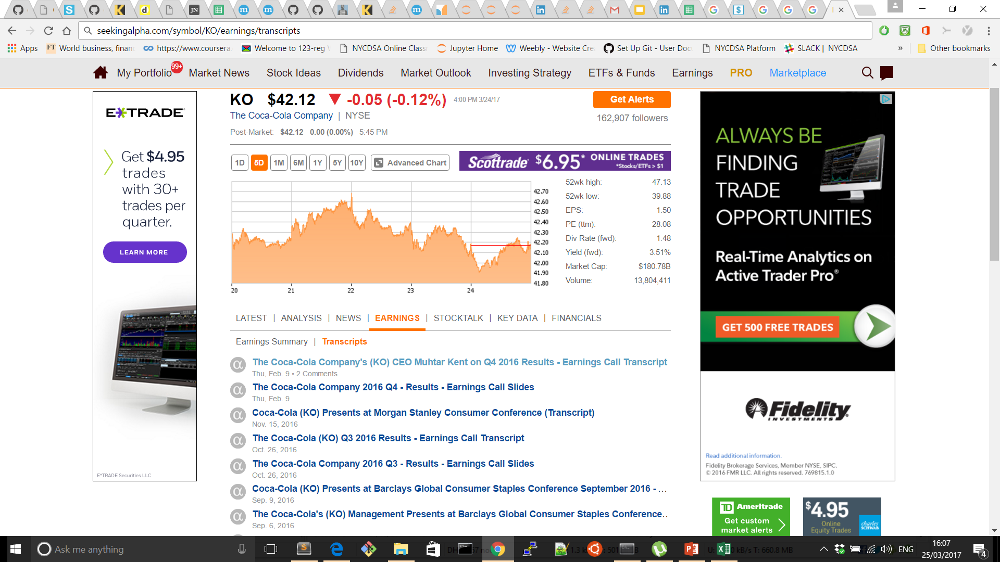 seekingalpha.com/symbol/KO/earnings/transcripts
Apps
FT World business, finan
https://www.coursera.
Welcome to 123-reg
NYCDSA Online Class
Jupyter Home
Weebly - Website Cre
Set Up Git - User Docu
NYCDSA Platform
SLACK | NYCDSA
»
Other bookmarks
My Portfolio 99+
Market News
Stock Ideas
Dividends
Market Outlook
Investing Strategy
ETFs & Funds
Earnings
PRO
Marketplace
E*TRADE
Get $4.95
trades
with 30+
trades per
quarter.
LEARN MORE
E*TRADE Securities LLC
KO $42.12 -0.05 (-0.12%) 4:00 PM 3/24/17
The Coca-Cola Company | NYSE
Post-Market: $42.12 0.00 (0.00%) 5:45 PM
Get Alerts
162,907 followers
1D 5D 1M 6M 1Y 5Y 10Y Advanced Chart
Scottrade $6.95* ONLINE TRADES
*Stocks/ETFs > $1
42.70
42.60
42.50
42.40
42.30
42.20
42.10
42.00
41.90
41.80
20 21 22 23 24
52wk high: 47.13
52wk low: 39.88
EPS: 1.50
PE (ttm): 28.08
Div Rate (fwd): 1.48
Yield (fwd): 3.51%
Market Cap: $180.78B
Volume: 13,804,411
LATEST | ANALYSIS | NEWS | EARNINGS | STOCKTALK | KEY DATA | FINANCIALS
Earnings Summary | Transcripts
The Coca-Cola Company's (KO) CEO Muhtar Kent on Q4 2016 Results - Earnings Call Transcript
Thu, Feb. 9 • 2 Comments
The Coca-Cola Company 2016 Q4 - Results - Earnings Call Slides
Thu, Feb. 9
Coca-Cola (KO) Presents at Morgan Stanley Consumer Conference (Transcript)
Nov. 15, 2016
The Coca-Cola (KO) Q3 2016 Results - Earnings Call Transcript
Oct. 26, 2016
The Coca-Cola Company 2016 Q3 - Results - Earnings Call Slides
Oct. 26, 2016
Coca-Cola (KO) Presents at Barclays Global Consumer Staples Conference September 2016 - ...
Sep. 9, 2016
The Coca-Cola's (KO) Management Presents at Barclays Global Consumer Staples Conference..
Sep. 6, 2016
ALWAYS BE
FINDING
TRADE
OPPORTUNITIES
Real-Time Analytics on
Active Trader Pro®
GET 500 FREE TRADES
Fidelity
INVESTMENTS
Read additional information.
Fidelity Brokerage Services, Member NYSE, SIPC.
© 2016 FMR LLC. All rights reserved. 769815.1.0
TD Ameritrade
Get custom
market alerts
$4.95
Online
Equity Trades
charles
SCHWAB
Ask me anything
ENG
16:07
25/03/2017
4